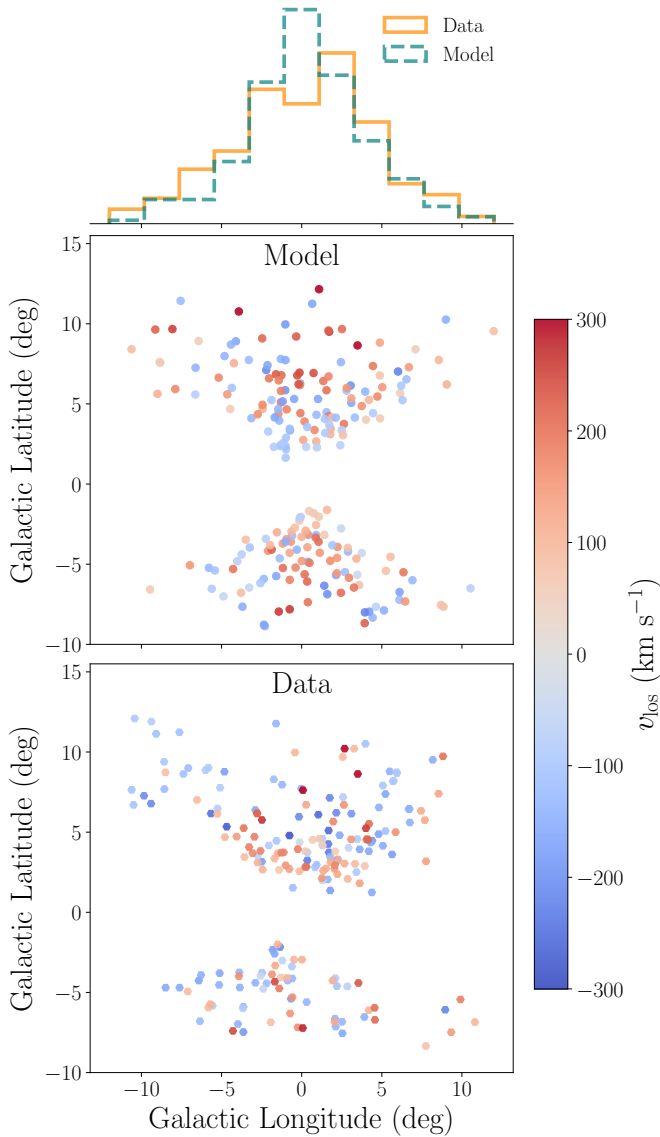 Data
Model
Model
15
10
5
0
−5
−10
Galactic Latitude (deg)
Data
15
10
5
0
−5
−10
Galactic Latitude (deg)
−10 −5 0 5 10
Galactic Longitude (deg)
300
200
100
0
−100
−200
−300
v_los (km s⁻¹)